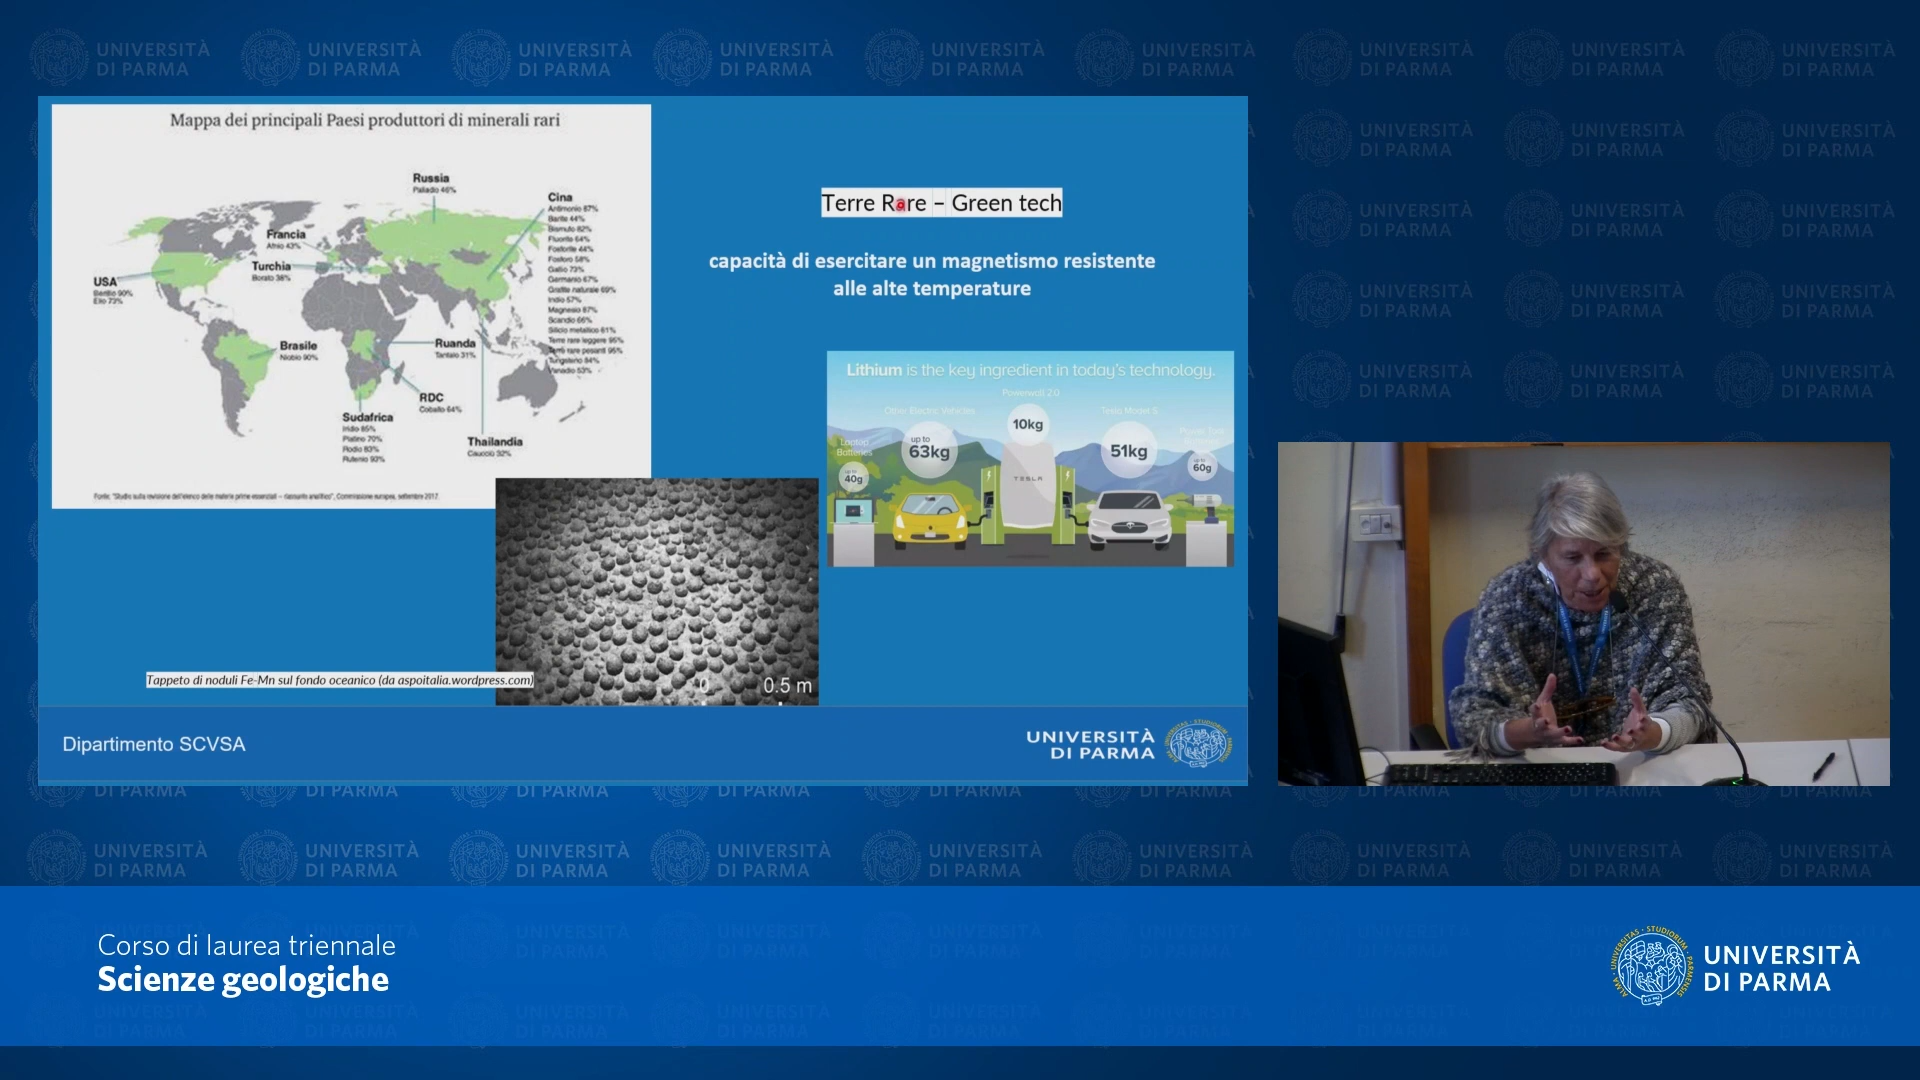 Mappa dei principali Paesi produttori di minerali rari
Russia
Palladio 46%
Cina
Antimonio 87%
Barite 44%
Bismuto 82%
Fluorite 64%
Fosforite 44%
Fosforo 58%
Gallio 73%
Germanio 67%
Grafite naturale 69%
Indio 57%
Magnesio 87%
Scandio 66%
Silicio metallico 61%
Terre rare leggere 95%
Terre rare pesanti 95%
Tungsteno 84%
Vanadio 53%
Francia
Afnio 43%
Turchia
Borato 38%
USA
Berillio 90%
Elio 73%
Brasile
Niobio 90%
Ruanda
Tantalio 31%
RDC
Cobalto 64%
Sudafrica
Iridio 85%
Platino 70%
Rodio 83%
Rutenio 93%
Thailandia
Caucciù 32%
Fonte: "Studio sulla revisione dell'elenco delle materie prime essenziali – riassunto analitico", Commissione europea, settembre 2017.
Terre Rare – Green tech
capacità di esercitare un magnetismo resistente
alle alte temperature
Lithium is the key ingredient in today's technology.
Powerwall 2.0
10kg
Other Electric Vehicles
up to
63kg
Tesla Model S
51kg
Laptop
Batteries
up to
40g
up to
60g
TESLA
0
0.5 m
Tappeto di noduli Fe-Mn sul fondo oceanico (da aspoitalia.wordpress.com)
Dipartimento SCVSA
UNIVERSITÀ
DI PARMA
Corso di laurea triennale
Scienze geologiche
UNIVERSITÀ
DI PARMA